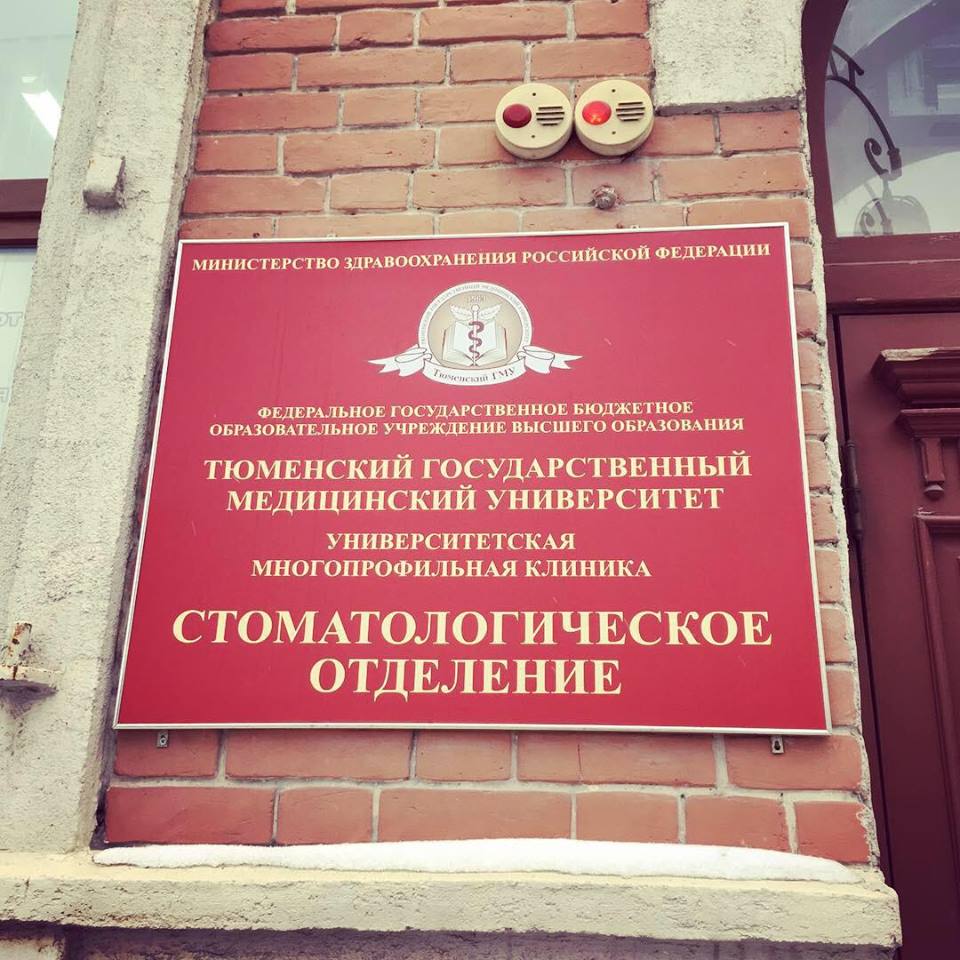 МИНИСТЕРСТВО ЗДРАВООХРАНЕНИЯ РОССИЙСКОЙ ФЕДЕРАЦИИ
1963
Тюменский ГМУ
ФЕДЕРАЛЬНОЕ ГОСУДАРСТВЕННОЕ БЮДЖЕТНОЕ
ОБРАЗОВАТЕЛЬНОЕ УЧРЕЖДЕНИЕ ВЫСШЕГО ОБРАЗОВАНИЯ
ТЮМЕНСКИЙ ГОСУДАРСТВЕННЫЙ
МЕДИЦИНСКИЙ УНИВЕРСИТЕТ
УНИВЕРСИТЕТСКАЯ
МНОГОПРОФИЛЬНАЯ КЛИНИКА
СТОМАТОЛОГИЧЕСКОЕ
ОТДЕЛЕНИЕ